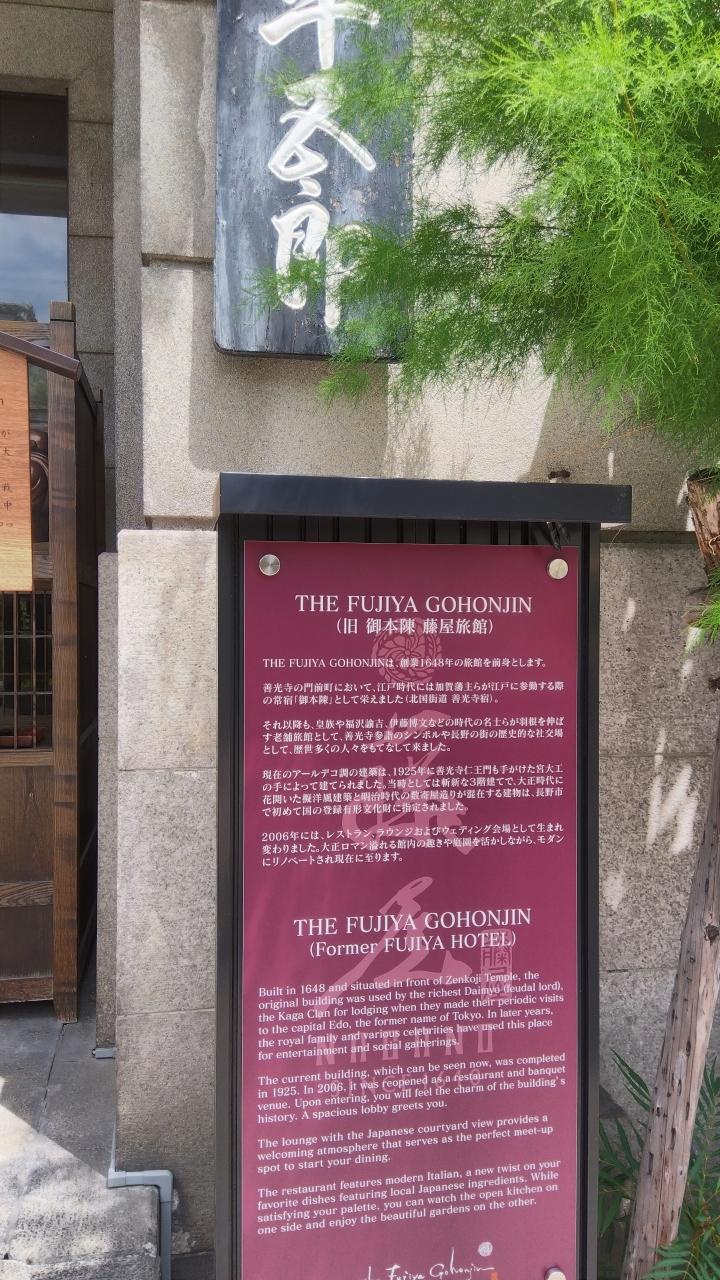 平五郎
THE FUJIYA GOHONJIN
(旧 御本陳 藤屋旅館)
THE FUJIYA GOHONJINは、創業1648年の旅館を前身とします。
善光寺の門前町において、江戸時代には加賀藩主らが江戸に参勤する際
の常宿「御本陳」として栄えました(北国街道 善光寺宿)。
それ以降も、皇族や福沢諭吉、伊藤博文などの時代の名士らが羽根を伸ば
す老舗旅館として、善光寺参詣のシンボルや長野の街の歴史的な社交場
として、歴世多くの人々をもてなして来ました。
現在のアールデコ調の建築は、1925年に善光寺仁王門も手がけた宮大工
の手によって建てられました。当時としては斬新な3階建てで、大正時代に
花開いた擬洋風建築と明治時代の数寄屋造りが混在する建物は、長野市
で初めて国の登録有形文化財に指定されました。
2006年には、レストラン、ラウンジおよびウェディング会場として生まれ
変わりました。大正ロマン溢れる館内の趣きや庭園を活かしながら、モダン
にリノベートされ現在に至ります。
THE FUJIYA GOHONJIN
(Former FUJIYA HOTEL)
Built in 1648 and situated in front of Zenkoji Temple, the
original building was used by the richest Daimyo (feudal lord),
the Kaga Clan for lodging when they made their periodic visits
to the capital Edo, the former name of Tokyo. In later years,
the royal family and various celebrities have used this place
for entertainment and social gatherings.
The current building, which can be seen now, was completed
in 1925. In 2006, it was reopened as a restaurant and banquet
venue. Upon entering, you will feel the charm of the building's
history. A spacious lobby greets you.
The lounge with the Japanese courtyard view provides a
welcoming atmosphere that serves as the perfect meet-up
spot to start your dining.
The restaurant features modern Italian, a new twist on your
favorite dishes featuring local Japanese ingredients. While
satisfying your palette, you can watch the open kitchen on
one side and enjoy the beautiful gardens on the other.
藤屋
NAGANO
the Fujiya Gohonjin